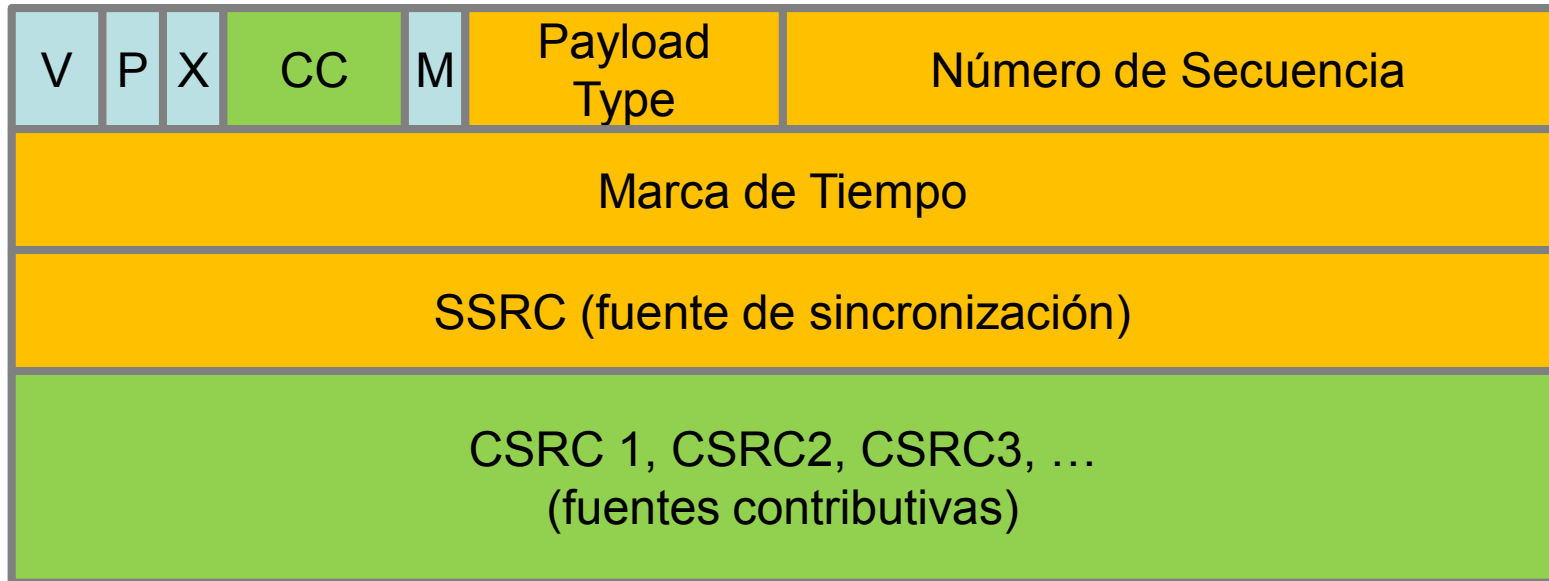 V P X CC M Payload
Type Número de Secuencia
Marca de Tiempo
SSRC (fuente de sincronización)
CSRC 1, CSRC2, CSRC3, …
(fuentes contributivas)